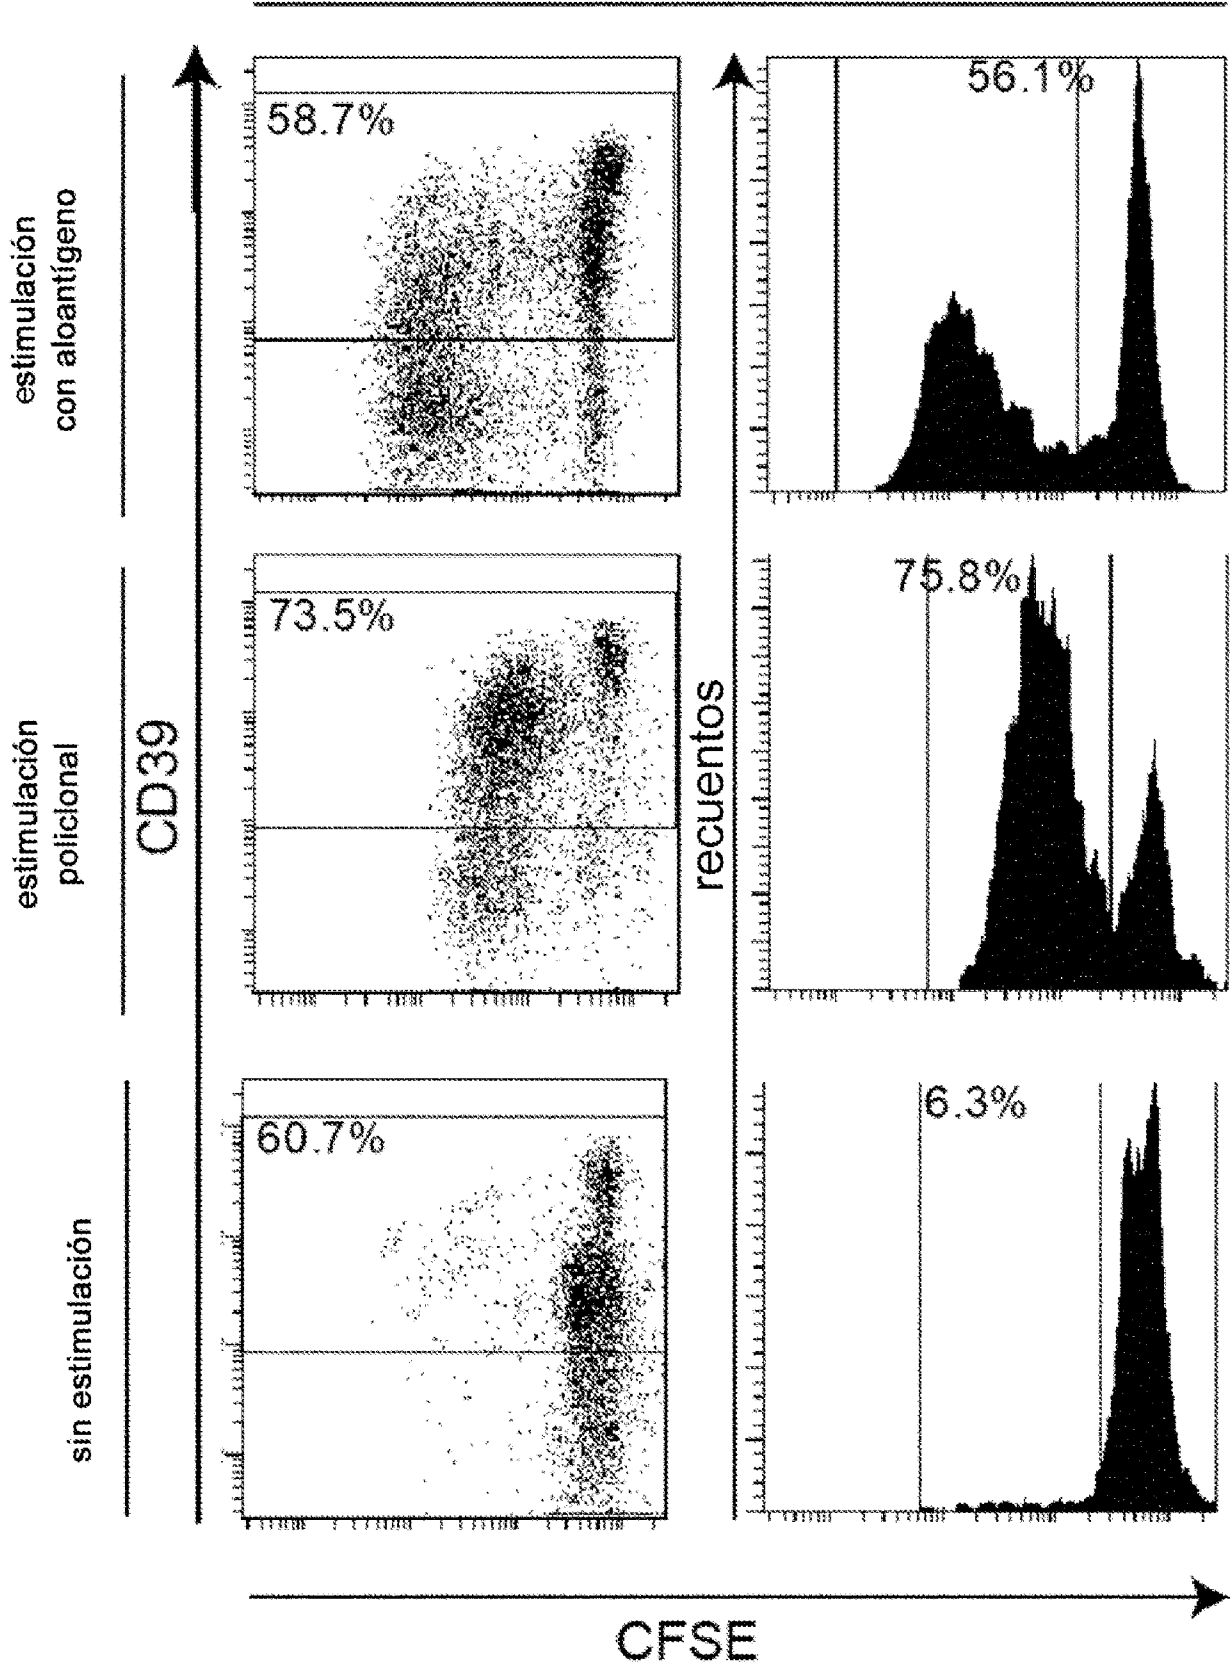 estimulación
con aloantígeno
58.7%
56.1%
estimulación
policional
CD39
73.5%
recuentos
75.8%
sin estimulación
60.7%
6.3%
CFSE